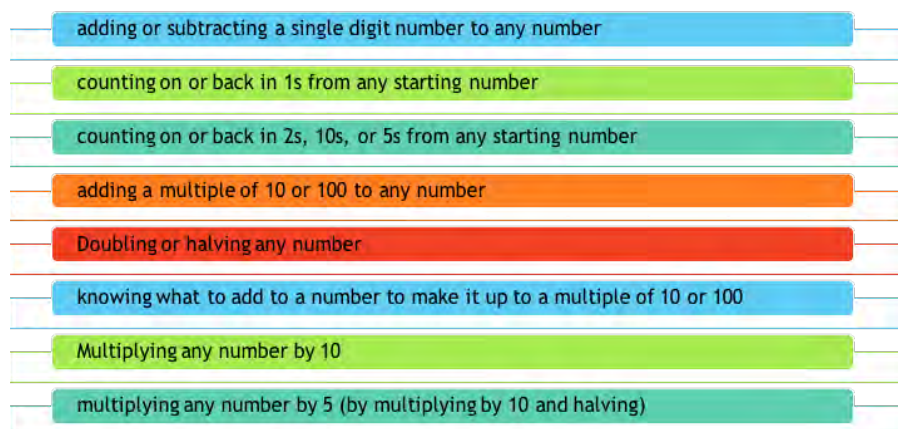 adding or subtracting a single digit number to any number
counting on or back in 1s from any starting number
counting on or back in 2s, 10s, or 5s from any starting number
adding a multiple of 10 or 100 to any number
Doubling or halving any number
knowing what to add to a number to make it up to a multiple of 10 or 100
Multiplying any number by 10
multiplying any number by 5 (by multiplying by 10 and halving)